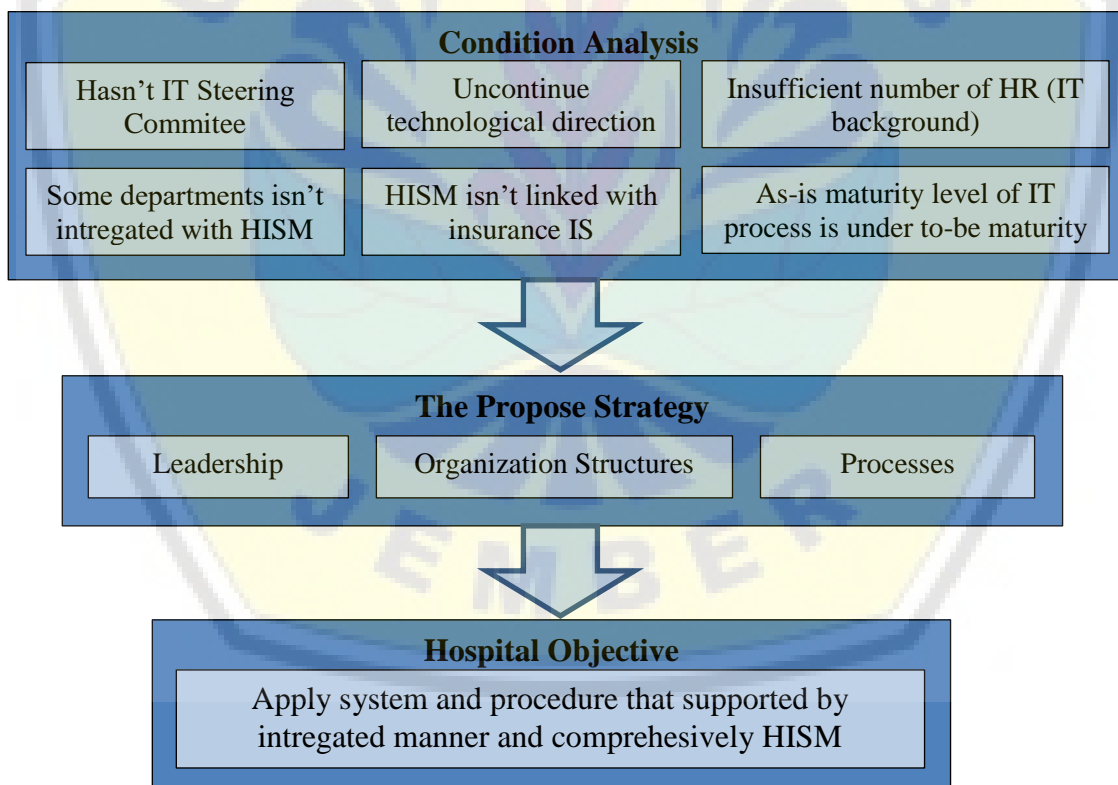 Condition Analysis
Hasn't IT Steering
Commitee
Uncontinue
technological direction
Insufficient number of HR (IT
background)
Some departments isn't
intregated with HISM
HISM isn't linked with
insurance IS
As-is maturity level of IT
process is under to-be maturity
The Propose Strategy
Leadership
Organization Structures
Processes
JEMBER
Hospital Objective
Apply system and procedure that supported by
intregated manner and comprehesively HISM